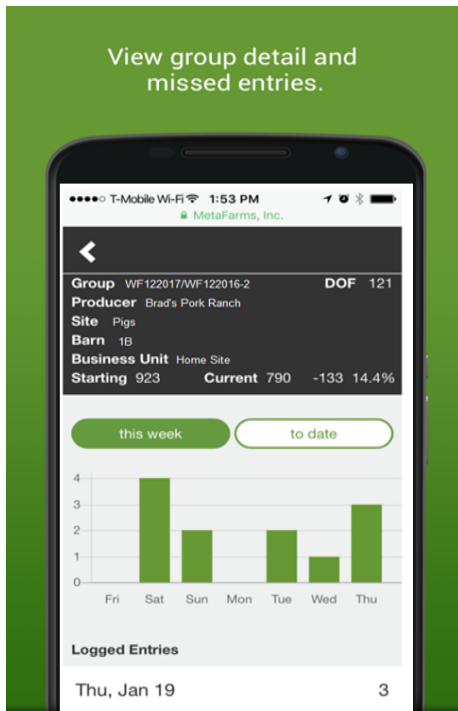 View group detail and
missed entries.
T-Mobile Wi-Fi 1:53 PM
MetaFarms, Inc.
Group WF122017/WF122016-2 DOF 121
Producer Brad's Pork Ranch
Site Pigs
Barn 1B
Business Unit Home Site
Starting 923 Current 790 -133 14.4%
this week to date
4
3
2
1
0
Fri Sat Sun Mon Tue Wed Thu
Logged Entries
Thu, Jan 19 3